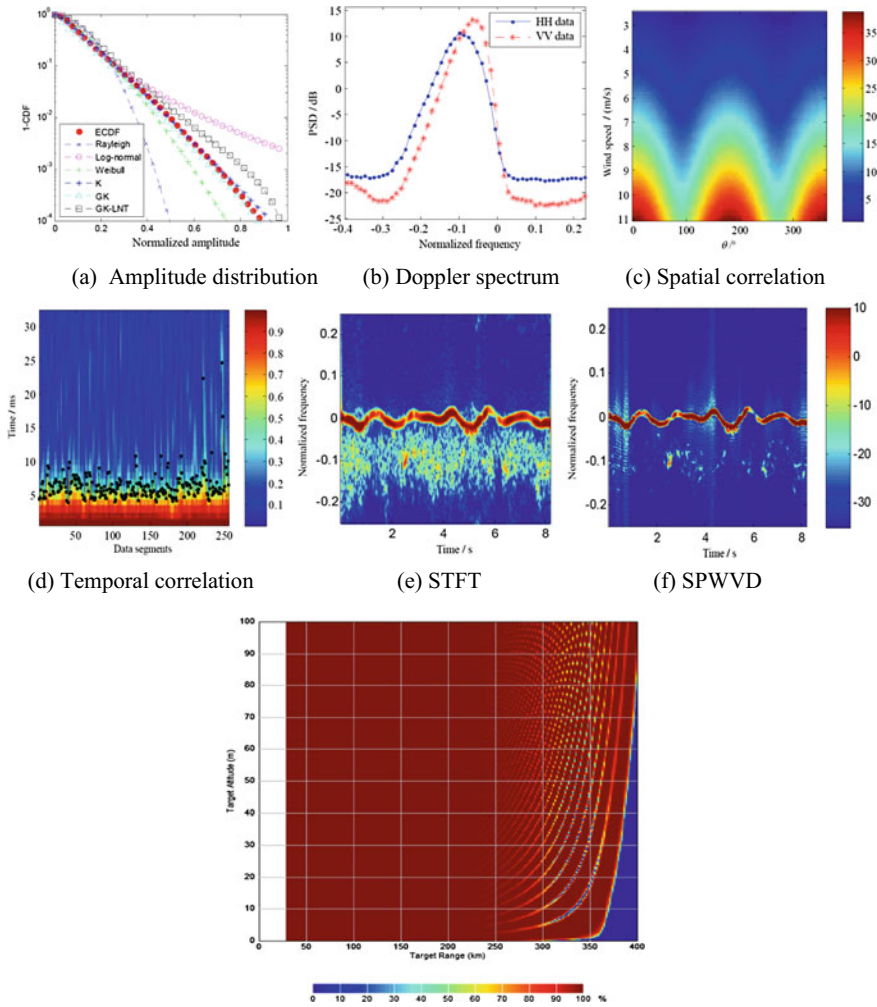 10⁰
10⁻¹
10⁻²
10⁻³
10⁻⁴
1-CDF
ECDF
Rayleigh
Log-normal
Weibull
K
GK
GK-LNT
0 0.2 0.4 0.6 0.8 1
Normalized amplitude
(a) Amplitude distribution
15
10
5
0
-5
-10
-15
-20
-25
PSD / dB
HH data
VV data
-0.4 -0.3 -0.2 -0.1 0 0.1 0.2
Normalized frequency
(b) Doppler spectrum
4
5
6
7
8
9
10
11
Wind speed / (m/s)
0 100 200 300
θ /°
35
30
25
20
15
10
5
(c) Spatial correlation
30
25
20
15
10
5
Time / ms
50 100 150 200 250
Data segments
0.9
0.8
0.7
0.6
0.5
0.4
0.3
0.2
0.1
(d) Temporal correlation
0.2
0.1
0
-0.1
-0.2
Normalized frequency
2 4 6 8
Time / s
(e) STFT
0.2
0.1
0
-0.1
-0.2
Normalized frequency
2 4 6 8
Time / s
10
0
-10
-20
-30
(f) SPWVD
100
90
80
70
60
50
40
30
20
10
0
Target Altitude (m)
0 50 100 150 200 250 300 350 400
Target Range (km)
0 10 20 30 40 50 60 70 80 90 100 %